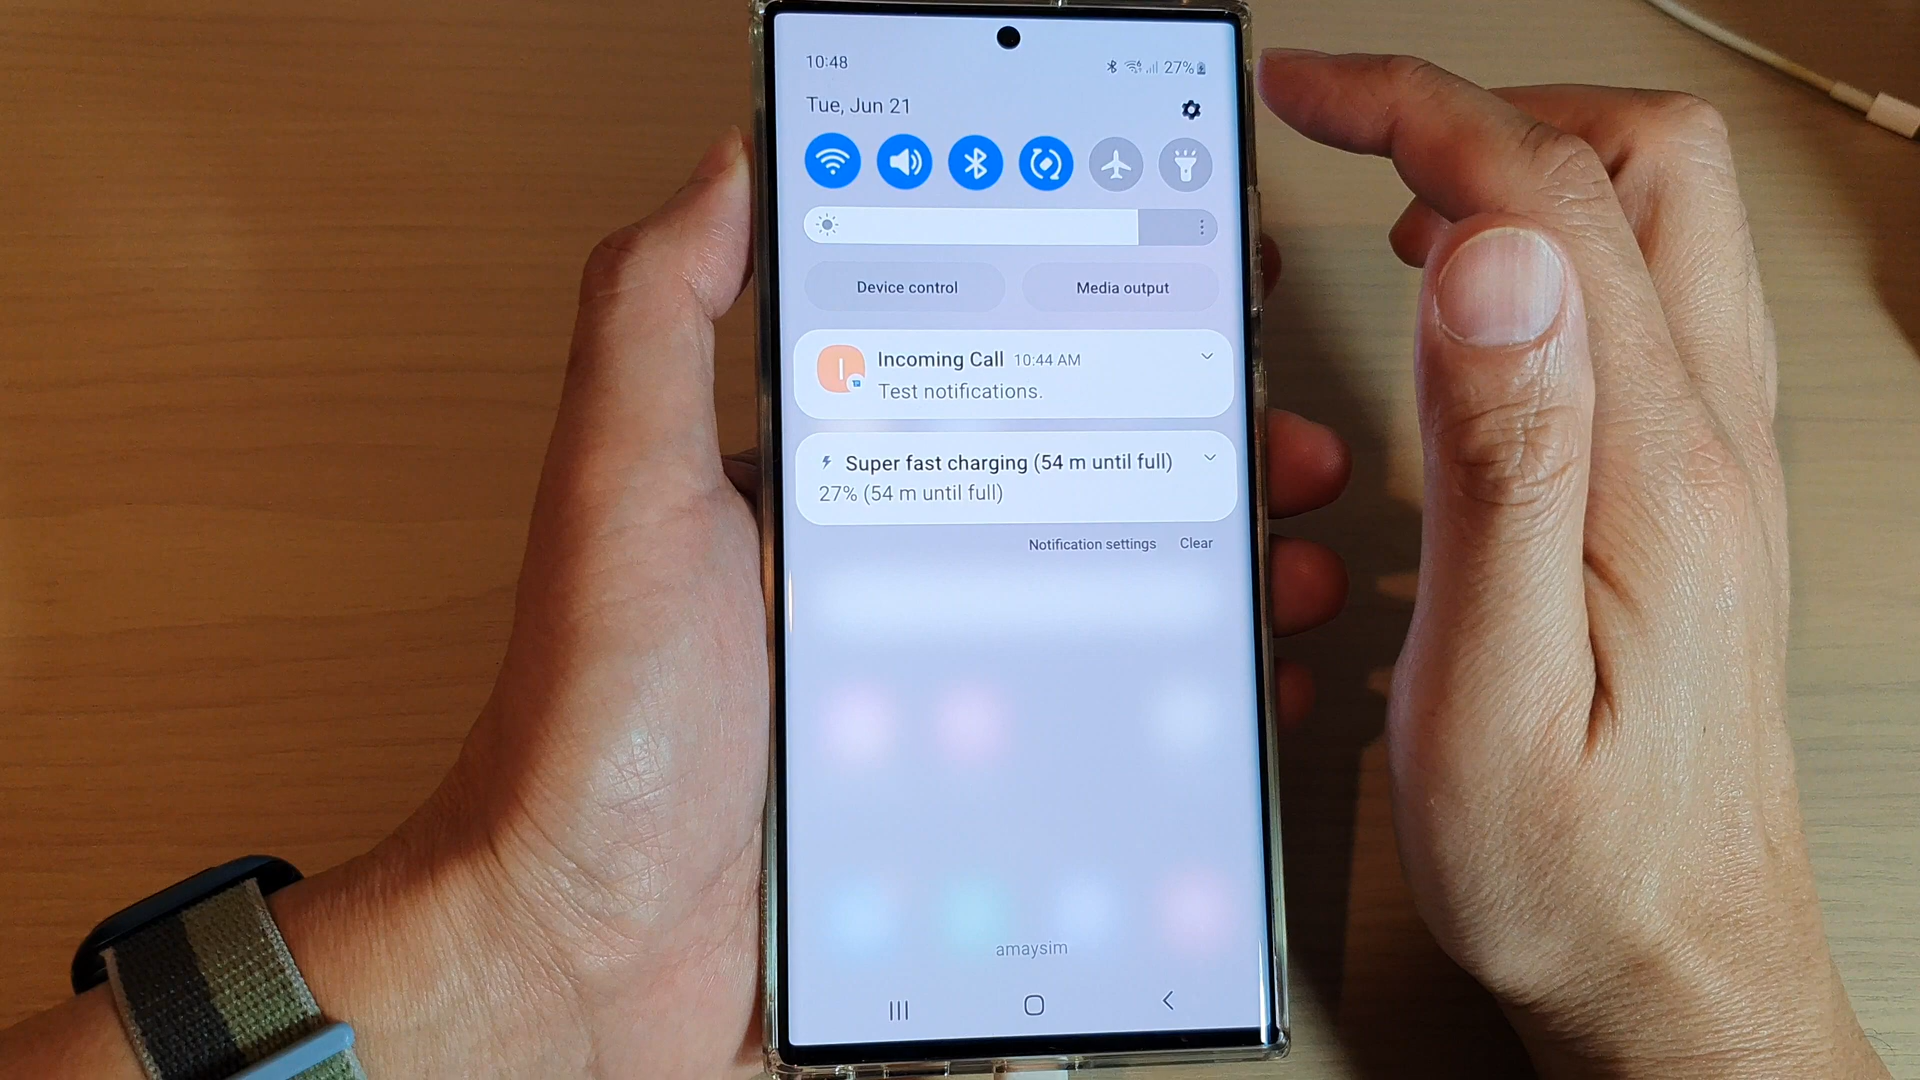 10:48
27%
Tue, Jun 21
Device control
Media output
Incoming Call 10:44 AM
Test notifications.
Super fast charging (54 m until full)
27% (54 m until full)
Notification settings
Clear
amaysim